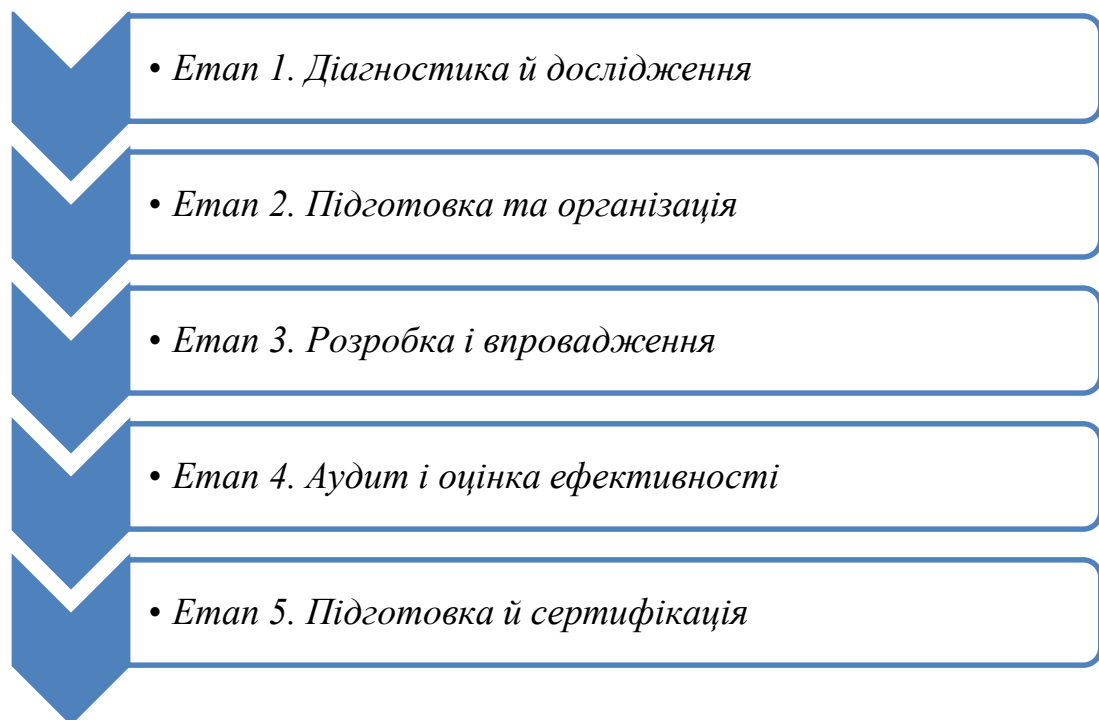 • Етап 1. Діагностика й дослідження
• Етап 2. Підготовка та організація
• Етап 3. Розробка і впровадження
• Етап 4. Аудит і оцінка ефективності
• Етап 5. Підготовка й сертифікація